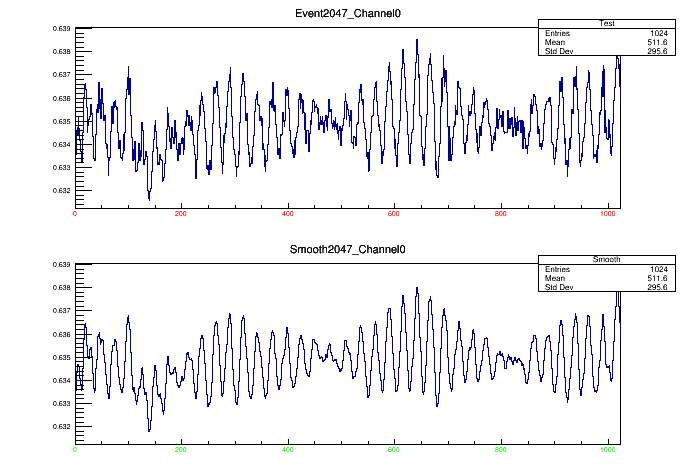 Event2047_Channel0
Test
Entries 1024
Mean 511.6
Std Dev 295.6
0.639
0.638
0.637
0.636
0.635
0.634
0.633
0.632
0 200 400 600 800 1000
Smooth2047_Channel0
Smooth
Entries 1024
Mean 511.6
Std Dev 295.6
0.639
0.638
0.637
0.636
0.635
0.634
0.633
0.632
0 200 400 600 800 1000